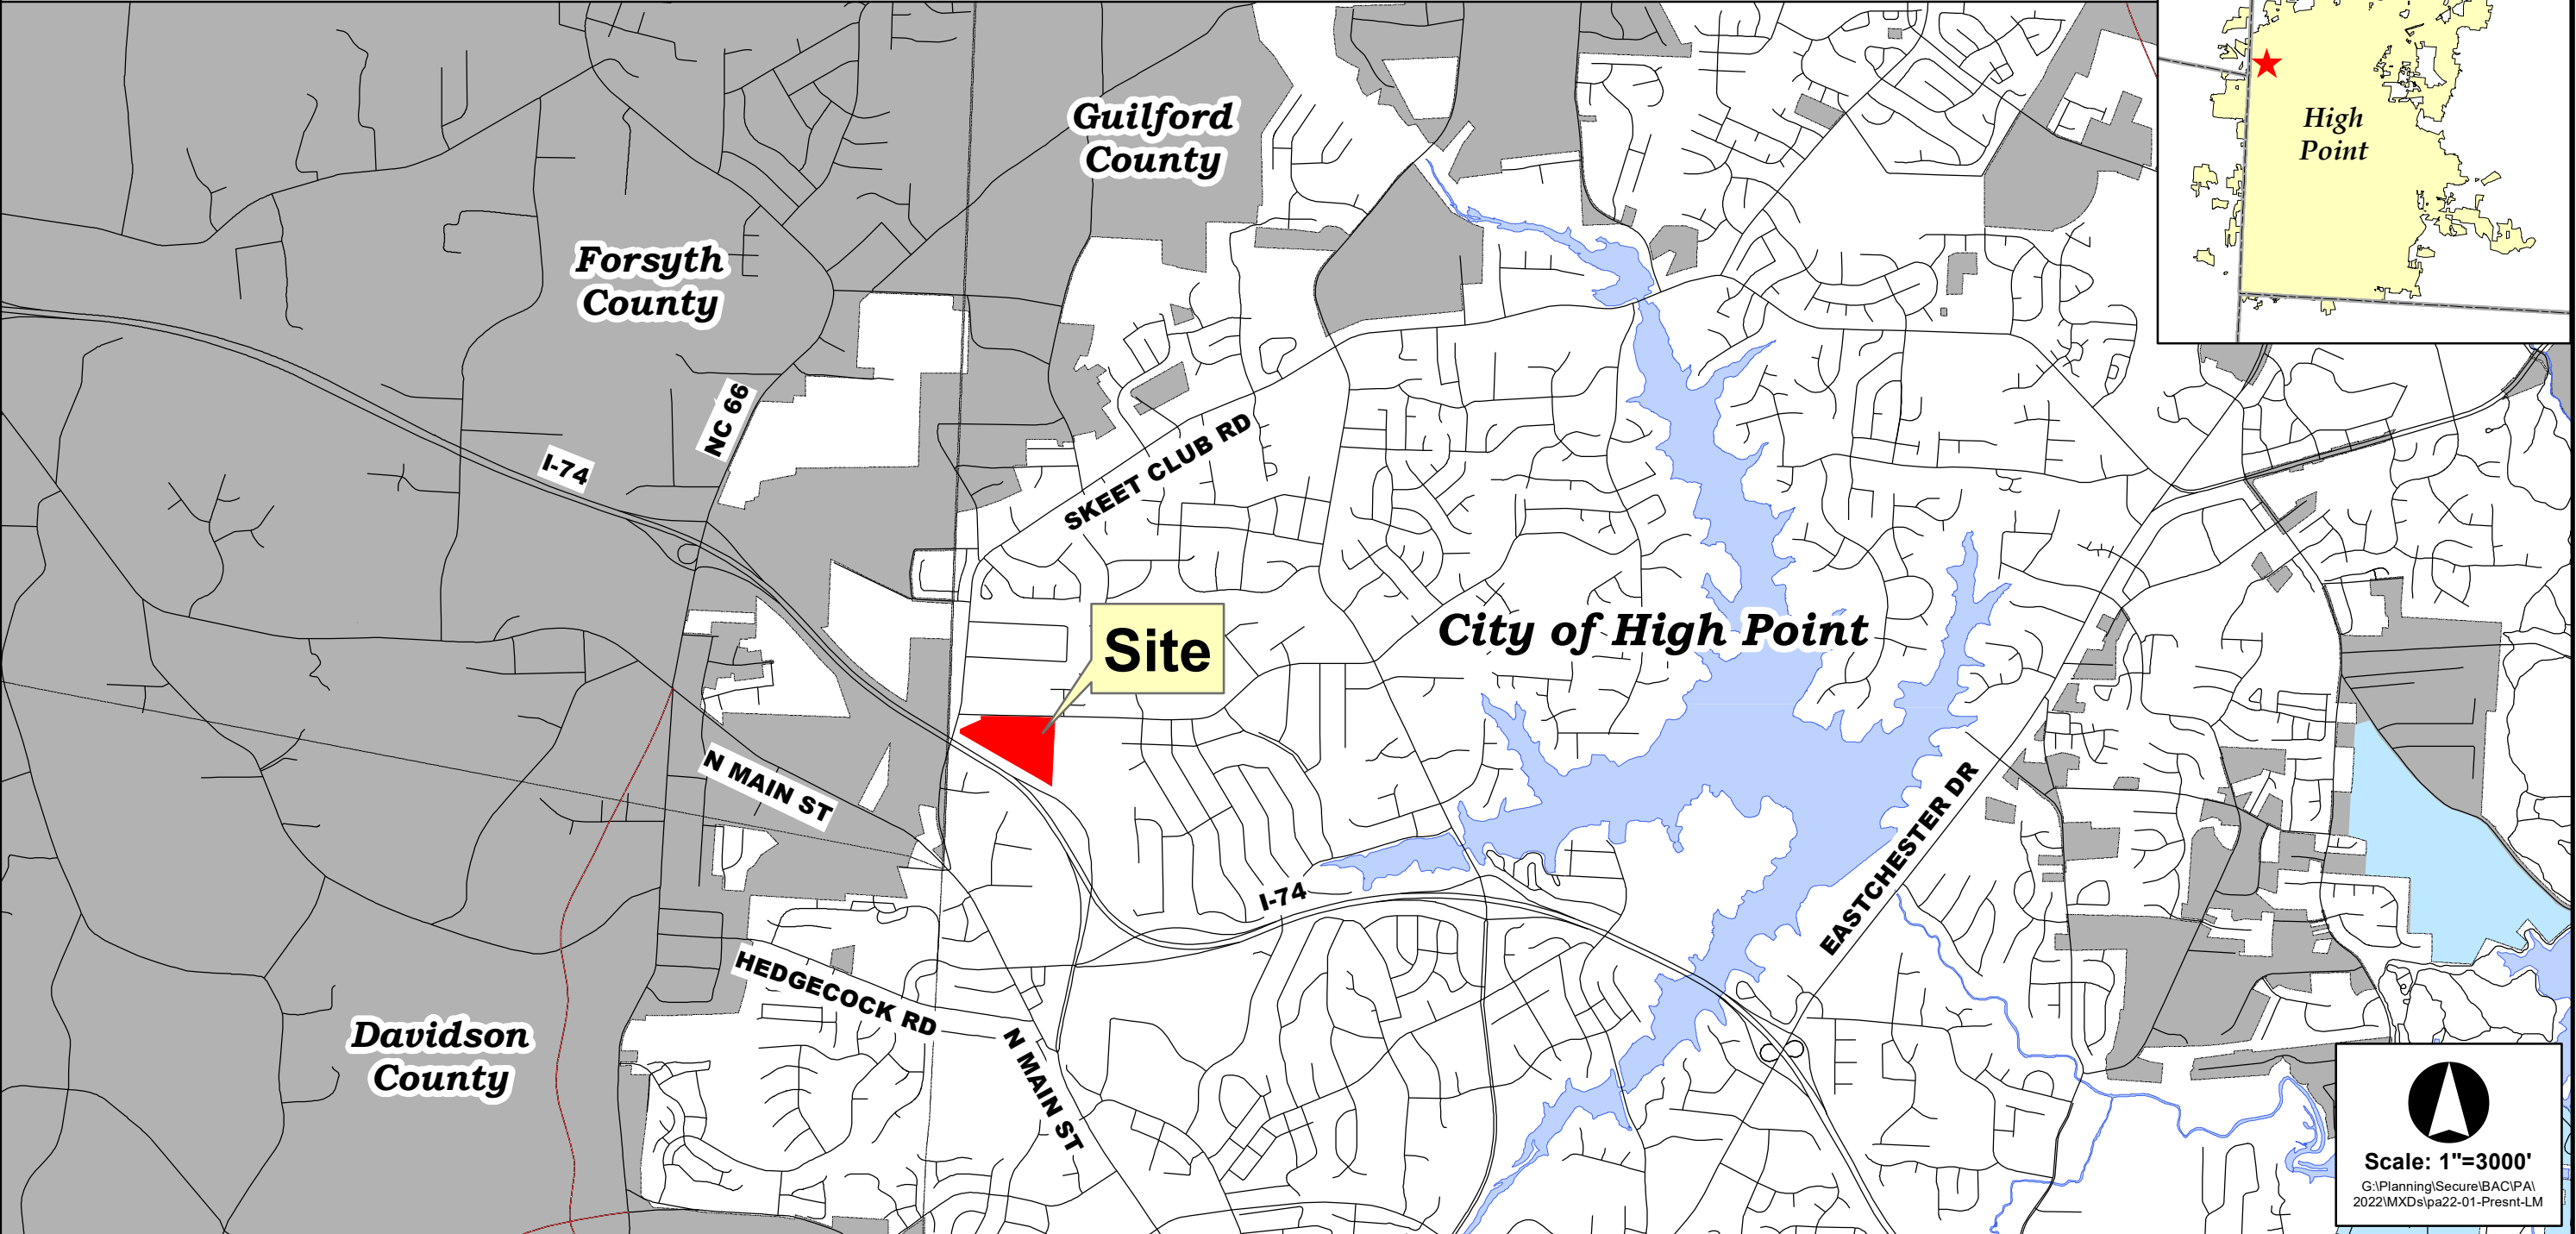 High
Point
Guilford
County
Forsyth
County
NC 66
I-74
SKEET CLUB RD
Site
City of High Point
N MAIN ST
EASTCHESTER DR
I-74
HEDGECOCK RD
N MAIN ST
Davidson
County
Scale: 1"=3000'
G:\Planning\Secure\BAC\PA\
2022\MXDs\pa22-01-Presnt-LM